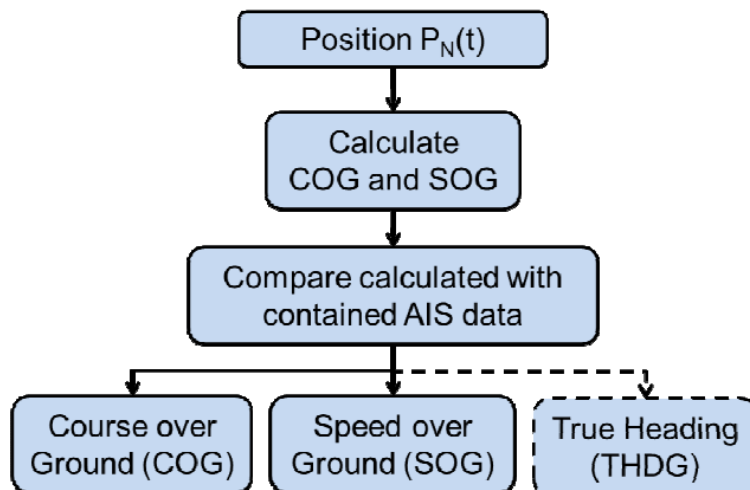 Position P_N(t)
Calculate
COG and SOG
Compare calculated with
contained AIS data
Course over
Ground (COG)
Speed over
Ground (SOG)
True Heading
(THDG)